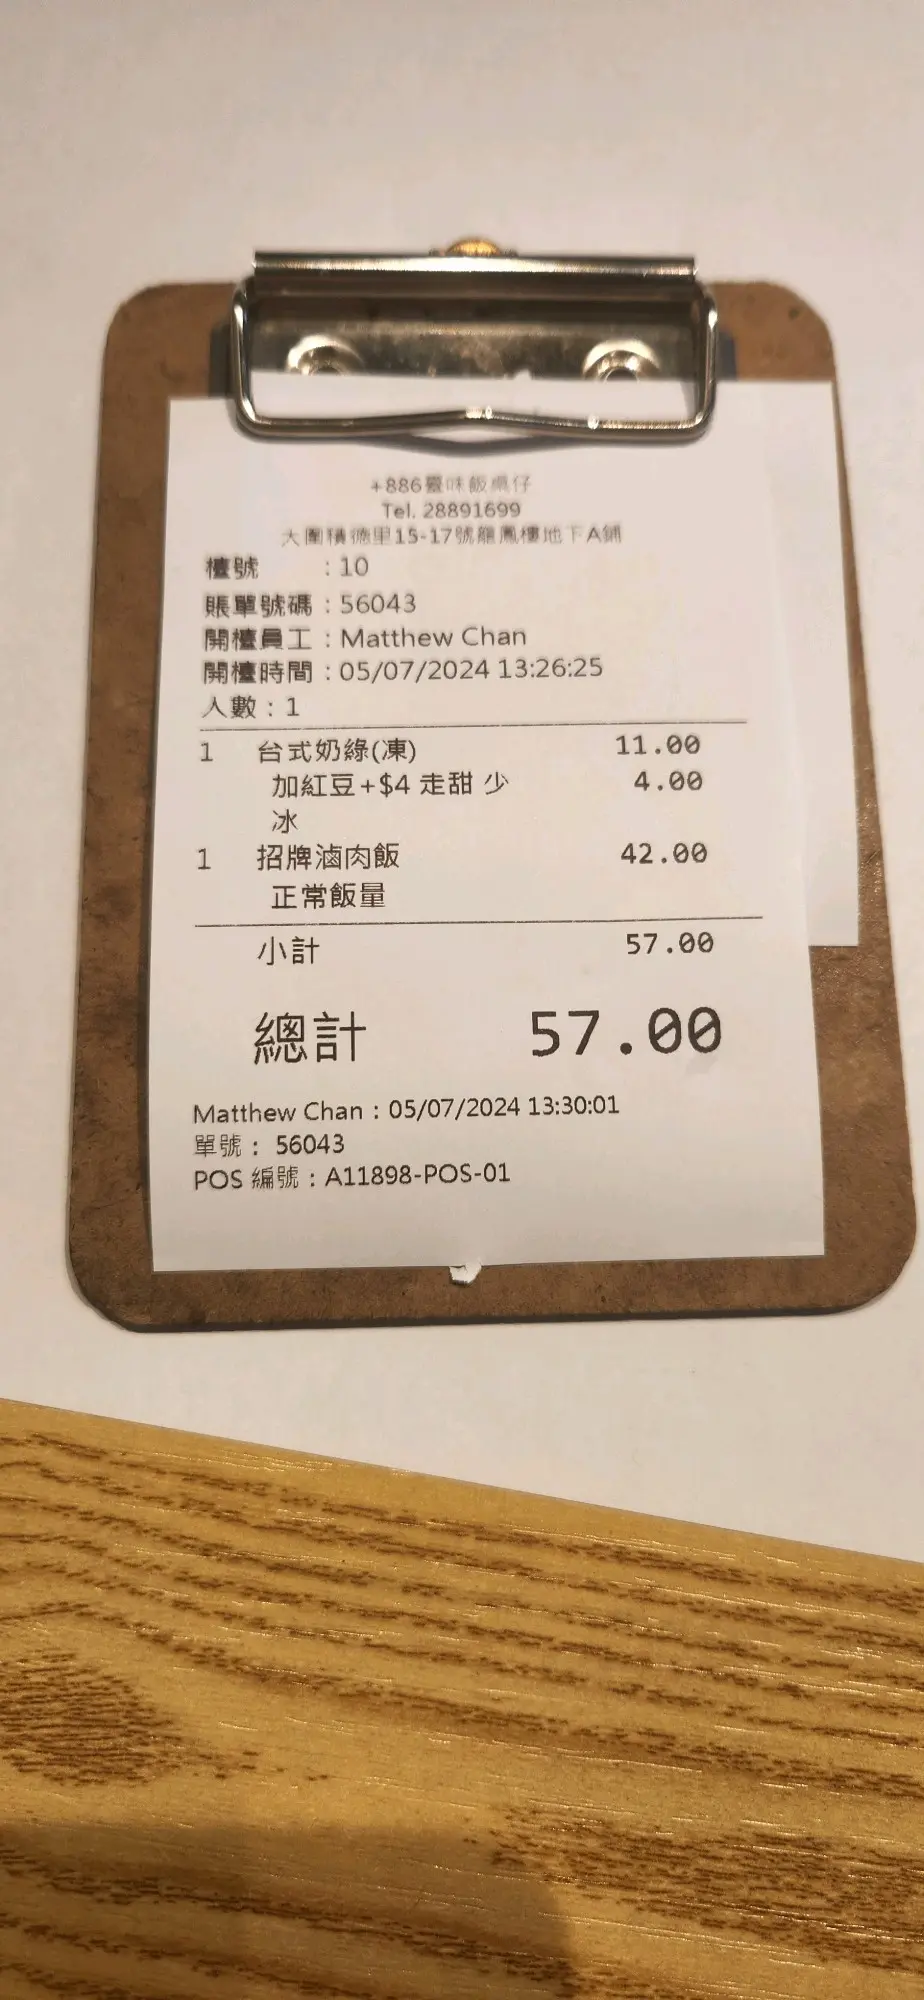 +886臺味飯桌仔
Tel. 28891699
大圍積德里15-17號龍鳳樓地下A鋪
檯號 : 10
賬單號碼 : 56043
開檯員工 : Matthew Chan
開檯時間 : 05/07/2024 13:26:25
人數 : 1
1 台式奶綠(凍) 11.00
加紅豆+$4 走甜 少 4.00
冰
1 招牌滷肉飯 42.00
正常飯量
小計 57.00
總計 57.00
Matthew Chan : 05/07/2024 13:30:01
單號 : 56043
POS 編號 : A11898-POS-01